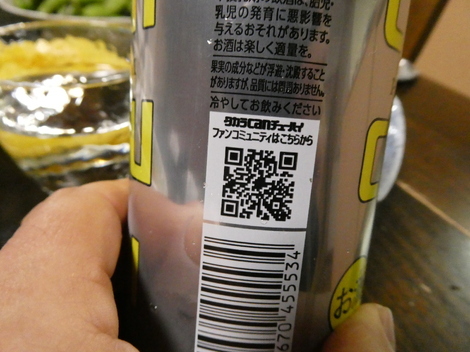 乳児の発育に悪影響を
与えるおそれがあります。
お酒は楽しく適量を。
果実の成分などが浮遊・沈殿すること
がありますが、品質には問題ありません。
冷やしてお飲みください
タカラcanチューハイ
ファンコミュニティはこちらから
670 455534
お